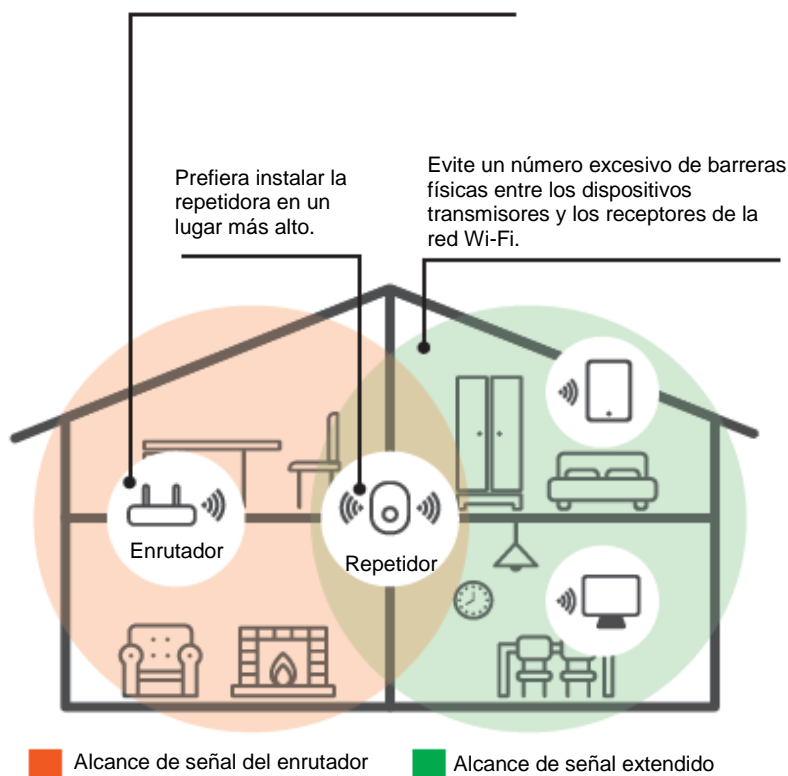 Prefiera instalar la
repetidora en un
lugar más alto.
Evite un número excesivo de barreras
físicas entre los dispositivos
transmisores y los receptores de la
red Wi-Fi.
Enrutador
Repetidor
Alcance de señal del enrutador
Alcance de señal extendido